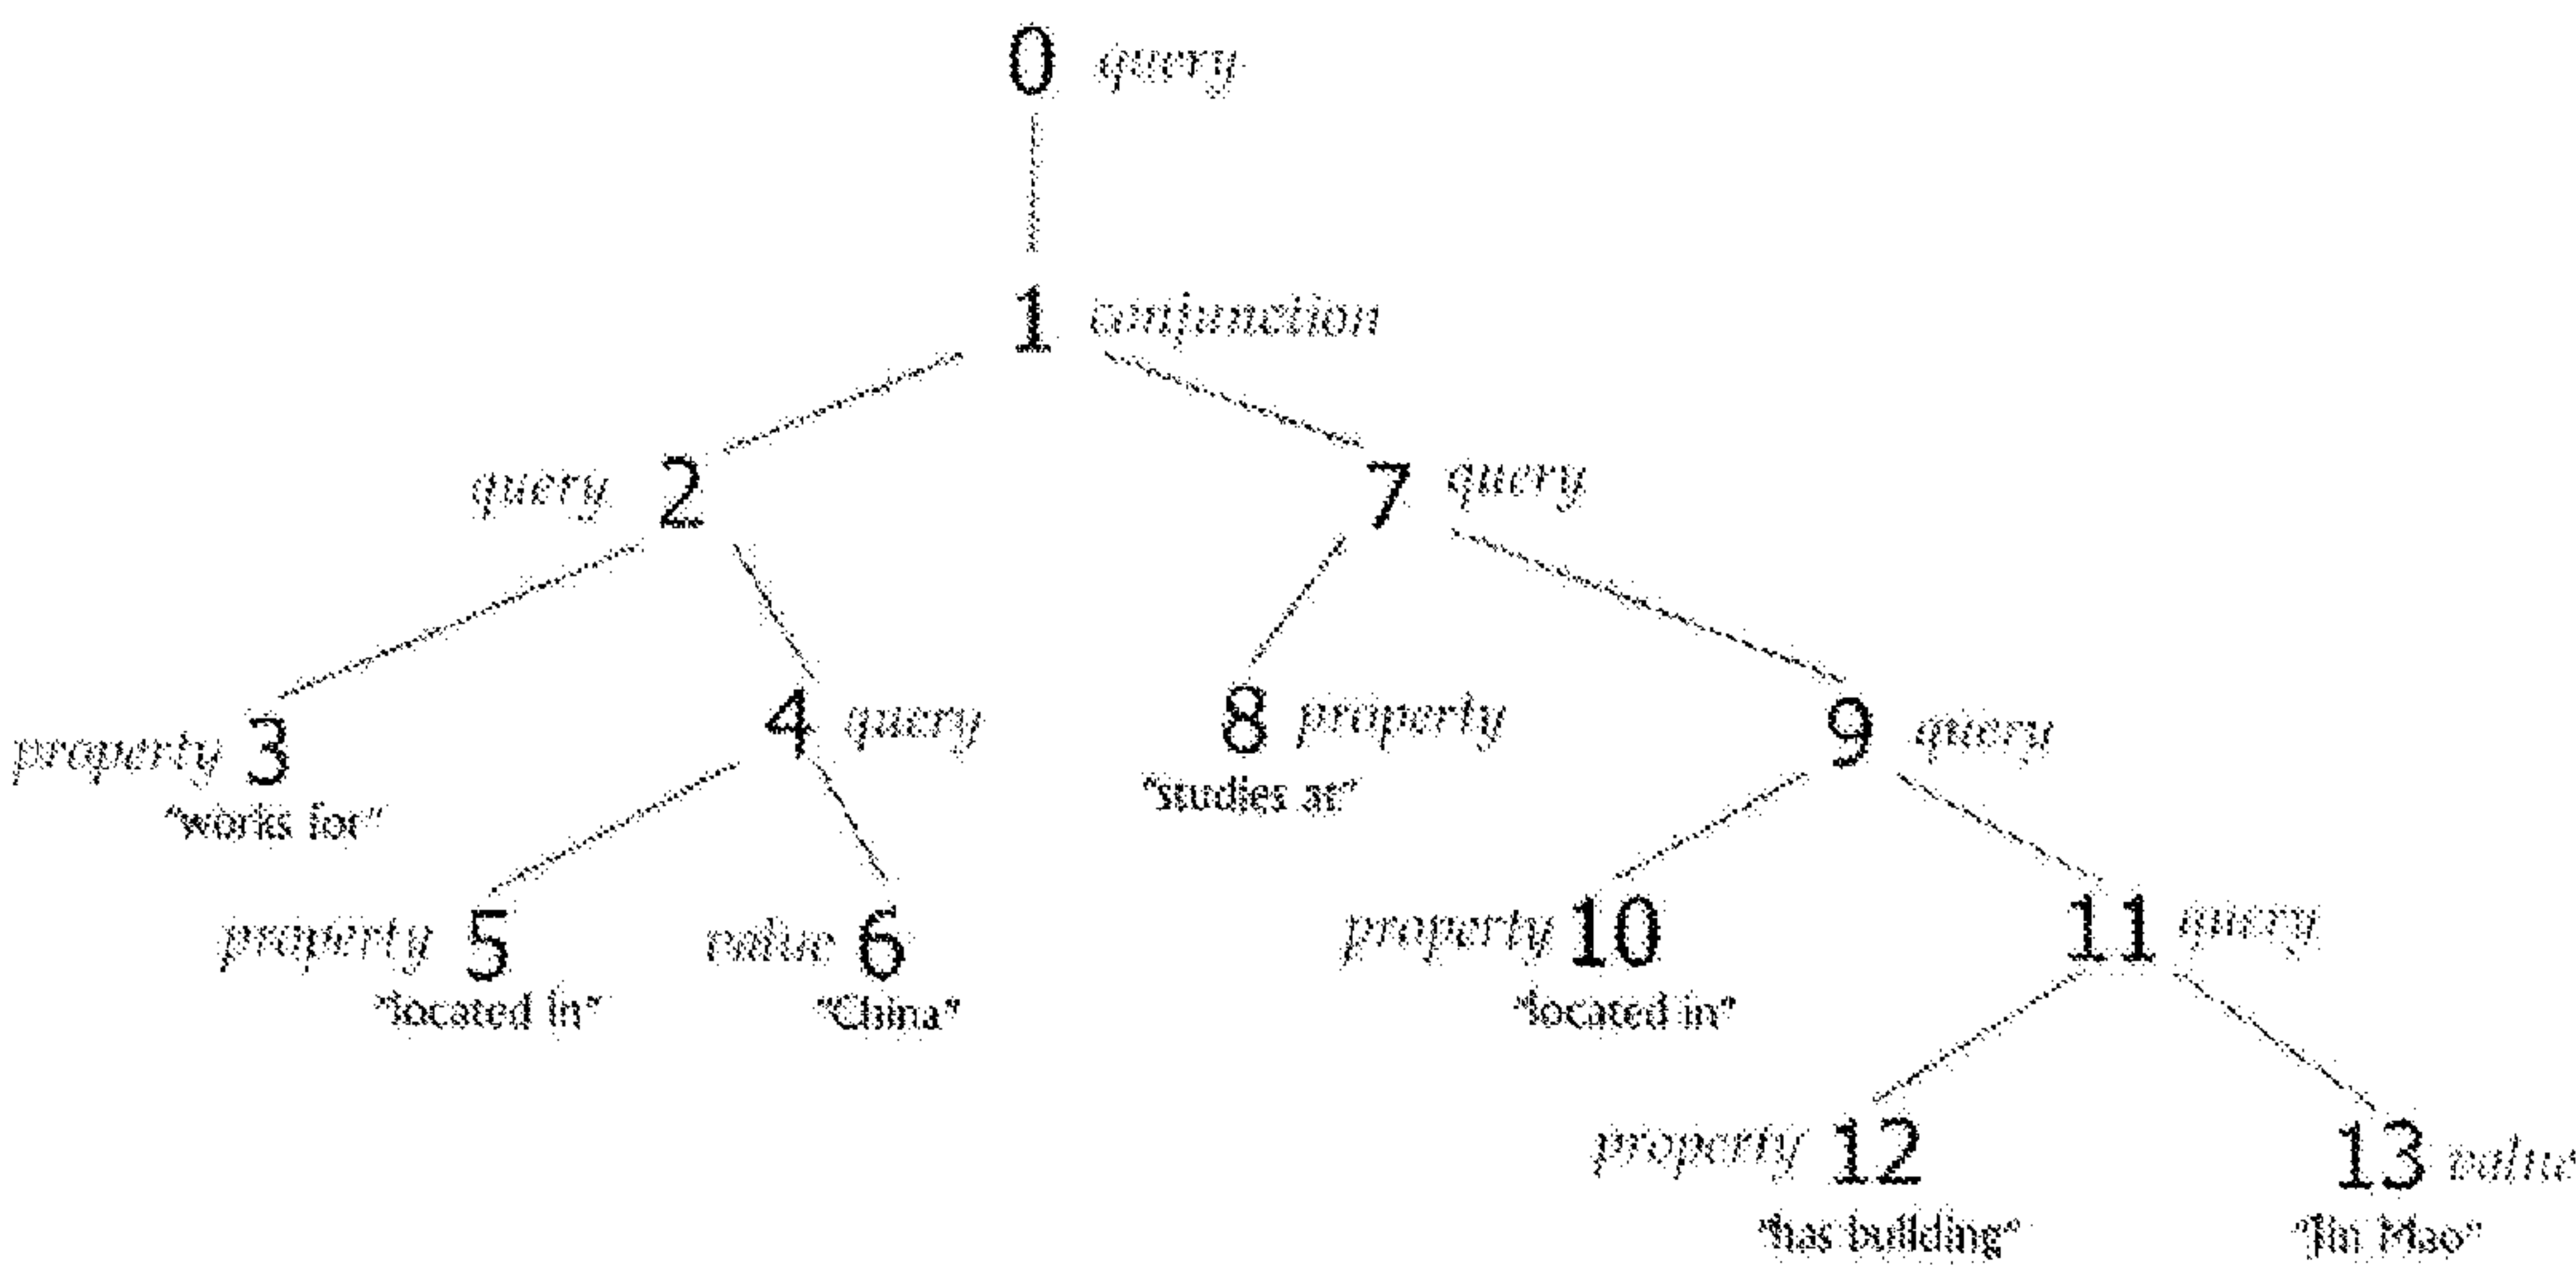 0 query
1 conjunction
query 2
7 query
property 3
"works for"
4 query
8 property
"studies at"
9 query
property 5
"located in"
value 6
"China"
property 10
"located in"
11 query
property 12
"has building"
13 value
"Jin Mao"